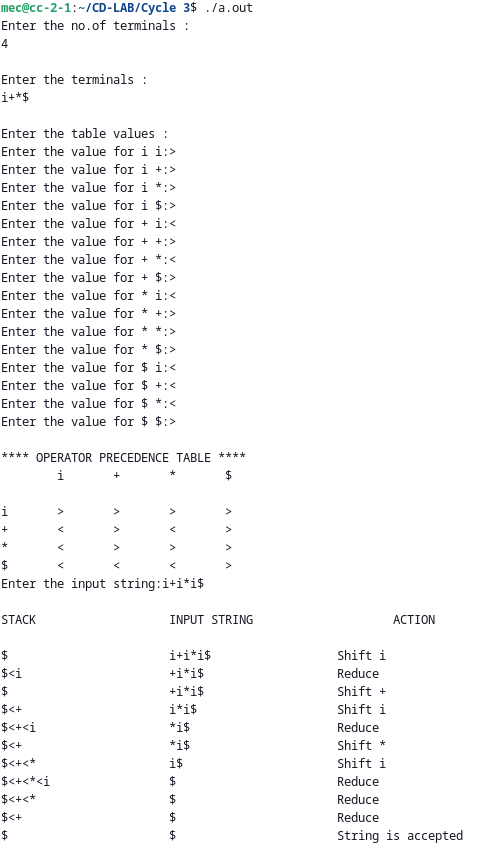 mec@cc-2-1:~/CD-LAB/Cycle 3$ ./a.out
Enter the no.of terminals :
4
Enter the terminals :
i+*$
Enter the table values :
Enter the value for i i:>
Enter the value for i +:>
Enter the value for i *:>
Enter the value for i $:>
Enter the value for + i:<
Enter the value for + +:>
Enter the value for + *:<
Enter the value for + $:>
Enter the value for * i:<
Enter the value for * +:>
Enter the value for * *:>
Enter the value for * $:>
Enter the value for $ i:<
Enter the value for $ +:<
Enter the value for $ *:<
Enter the value for $ $:>
**** OPERATOR PRECEDENCE TABLE ****
i + * $
i > > > >
+ < > < >
* < > > >
$ < < < >
Enter the input string:i+i*i$
STACK INPUT STRING ACTION
$ i+i*i$ Shift i
$<i +i*i$ Reduce
$ +i*i$ Shift +
$<+ i*i$ Shift i
$<+<i *i$ Reduce
$<+ *i$ Shift *
$<+<* i$ Shift i
$<+<*<i $ Reduce
$<+<* $ Reduce
$<+ $ Reduce
$ $ String is accepted